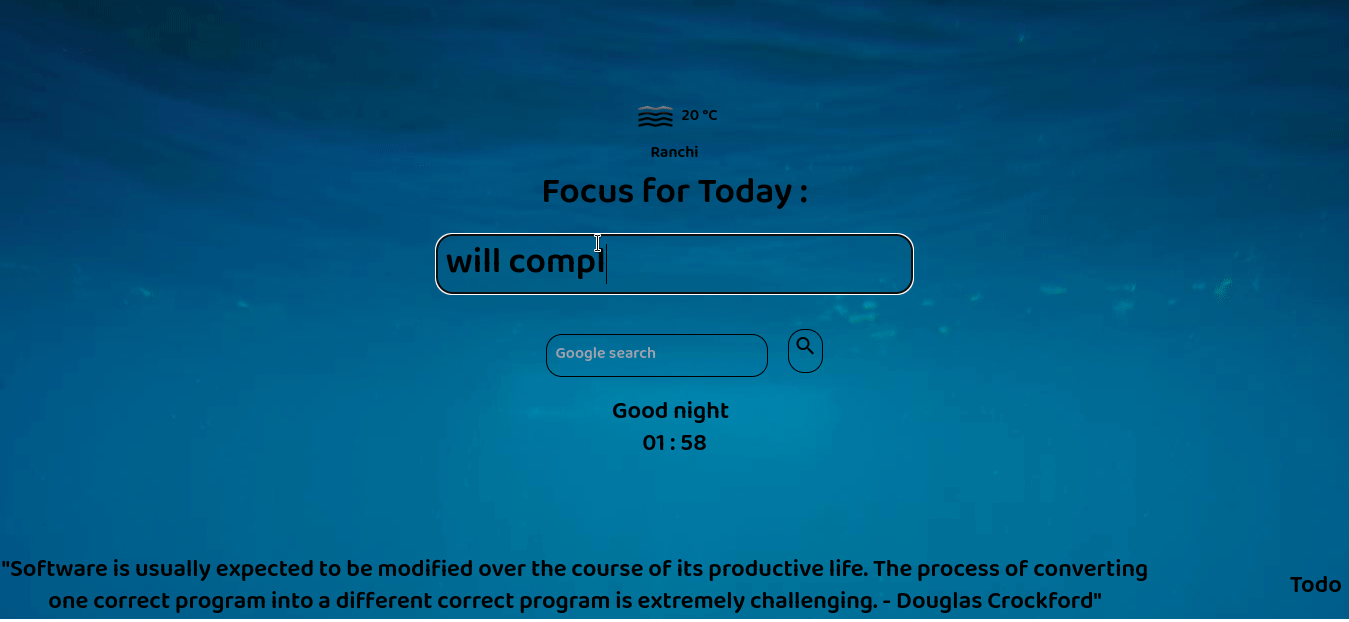 20 °C
Ranchi
Focus for Today :
will compl
Google search
Good night
01 : 58
"Software is usually expected to be modified over the course of its productive life. The process of converting
one correct program into a different correct program is extremely challenging. - Douglas Crockford"
Todo